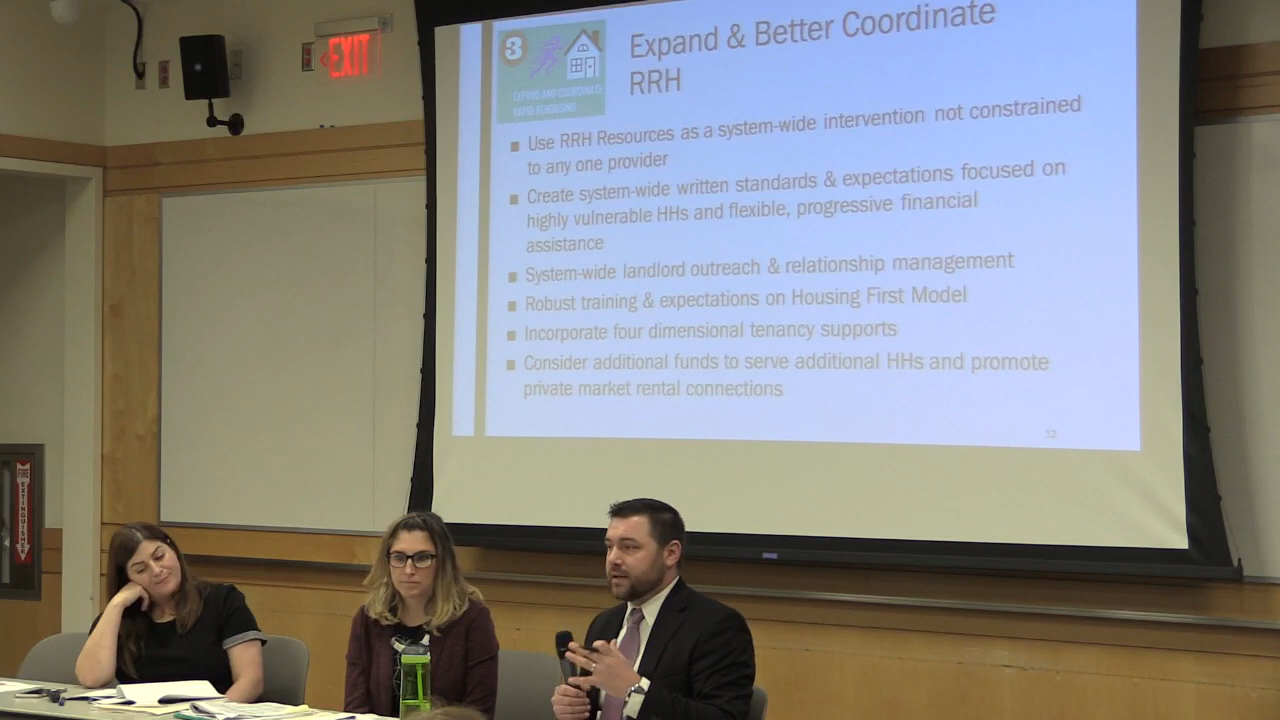 EXIT
3
EXPAND AND COORDINATE
RAPID REHOUSING
Expand & Better Coordinate
RRH
■ Use RRH Resources as a system-wide intervention not constrained
to any one provider
■ Create system-wide written standards & expectations focused on
highly vulnerable HHs and flexible, progressive financial
assistance
■ System-wide landlord outreach & relationship management
■ Robust training & expectations on Housing First Model
■ Incorporate four dimensional tenancy supports
■ Consider additional funds to serve additional HHs and promote
private market rental connections
12
FIRE
EXTINGUISHER